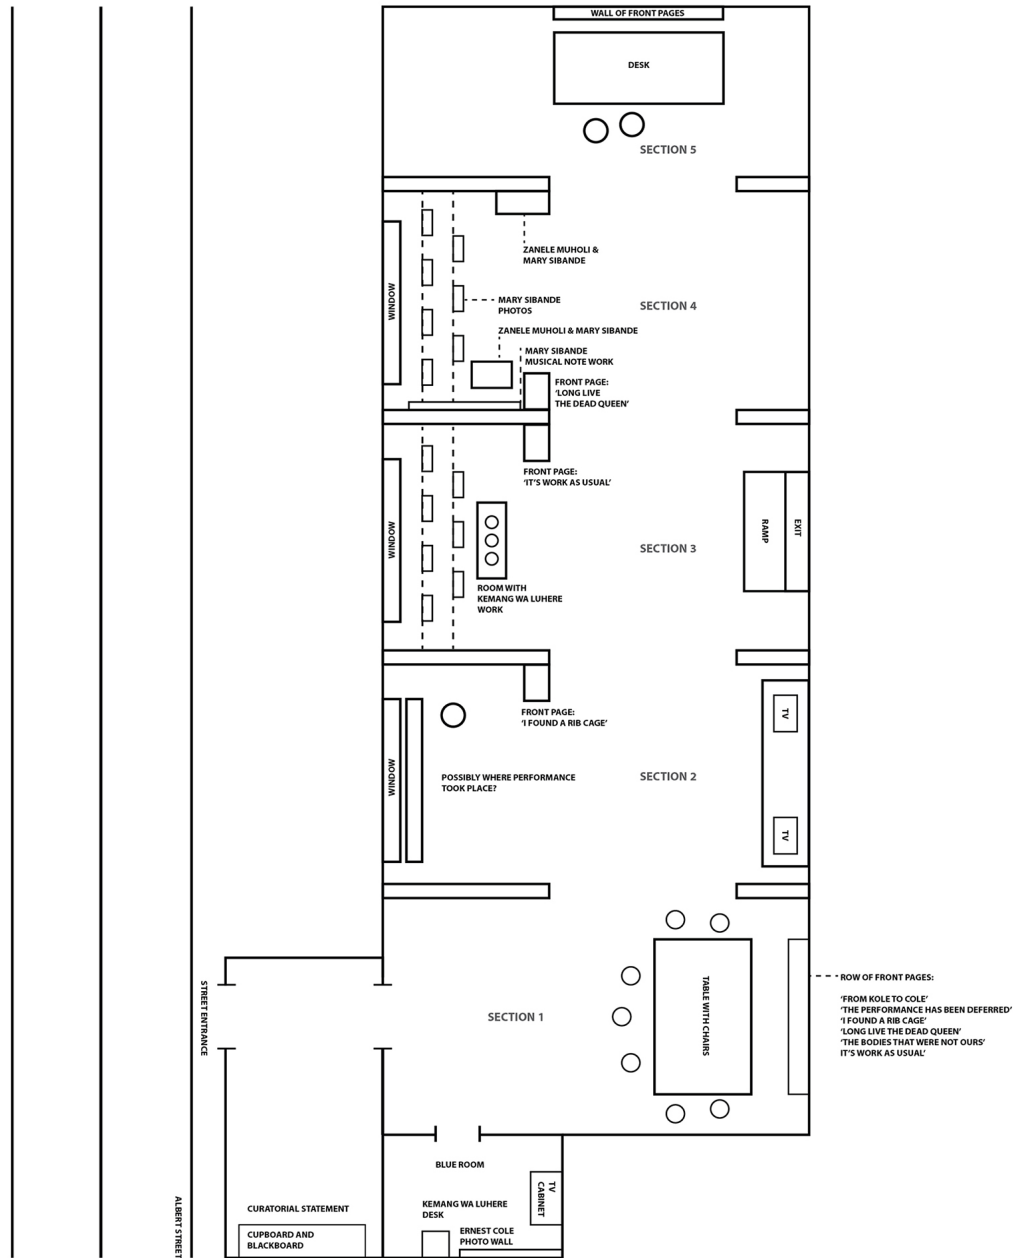 WALL OF FRONT PAGES
DESK
SECTION 5
ZANELE MUHOLI &
MARY SIBANDE
WINDOW
MARY SIBANDE
PHOTOS
SECTION 4
ZANELE MUHOLI & MARY SIBANDE
MARY SIBANDE
MUSICAL NOTE WORK
FRONT PAGE:
‘LONG LIVE
THE DEAD QUEEN’
FRONT PAGE:
‘IT’S WORK AS USUAL’
WINDOW
SECTION 3
RAMP
EXIT
ROOM WITH
KEMANG WA LUHERE
WORK
FRONT PAGE:
‘I FOUND A RIB CAGE’
TV
WINDOW
POSSIBLY WHERE PERFORMANCE
TOOK PLACE?
SECTION 2
TV
STREET ENTRANCE
SECTION 1
TABLE WITH CHAIRS
ROW OF FRONT PAGES:
‘FROM KOLE TO COLE’
‘THE PERFORMANCE HAS BEEN DEFERRED’
‘I FOUND A RIB CAGE’
‘LONG LIVE THE DEAD QUEEN’
‘THE BODIES THAT WERE NOT OURS’
IT’S WORK AS USUAL’
BLUE ROOM
TV
CABINET
ALBERT STREET
CURATORIAL STATEMENT
KEMANG WA LUHERE
DESK
CUPBOARD AND
BLACKBOARD
ERNEST COLE
PHOTO WALL